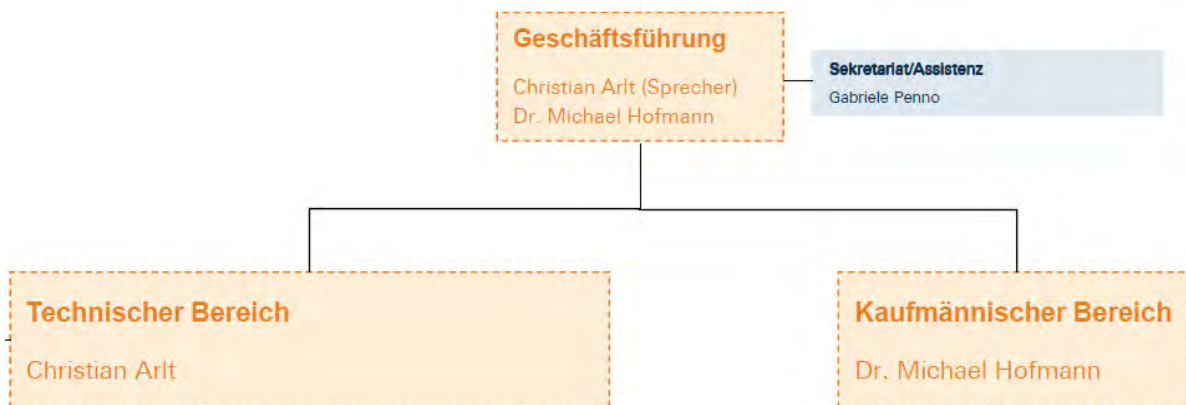 Geschäftsführung
Christian Arlt (Sprecher)
Dr. Michael Hofmann
Sekretariat/Assistenz
Gabriele Penno
Technischer Bereich
Christian Arlt
Kaufmännischer Bereich
Dr. Michael Hofmann